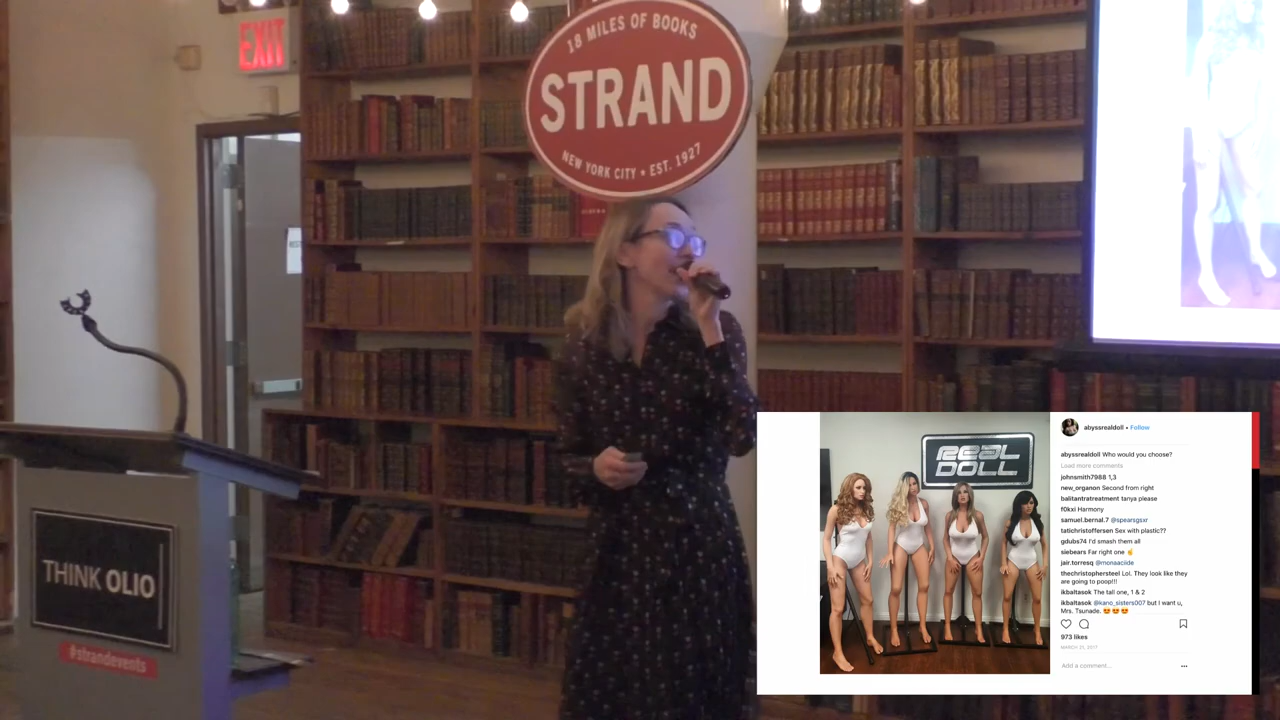 EXIT
18 MILES OF BOOKS
STRAND
NEW YORK CITY • EST. 1927
THINK OLIO
#strandevents
REAL
DOLL
abyssrealdoll • Follow
abyssrealdoll Who would you choose?
Load more comments
johnsmith7988 1,3
new_organon Second from right
balitantratreatment tanya please
f0kxi Harmony
samuel.bernal.7 @spearsgsxr
tatichristoffersen Sex with plastic??
gdubs74 I'd smash them all
siebears Far right one ☝
jair.torresq @monaaciide
thechristophersteel Lol. They look like they
are going to poop!!!
ikbaltasok The tall one, 1 & 2
ikbaltasok @kano_sisters007 but I want u,
Mrs. Tsunade. 😍😍😍
973 likes
MARCH 21, 2017
Add a comment...